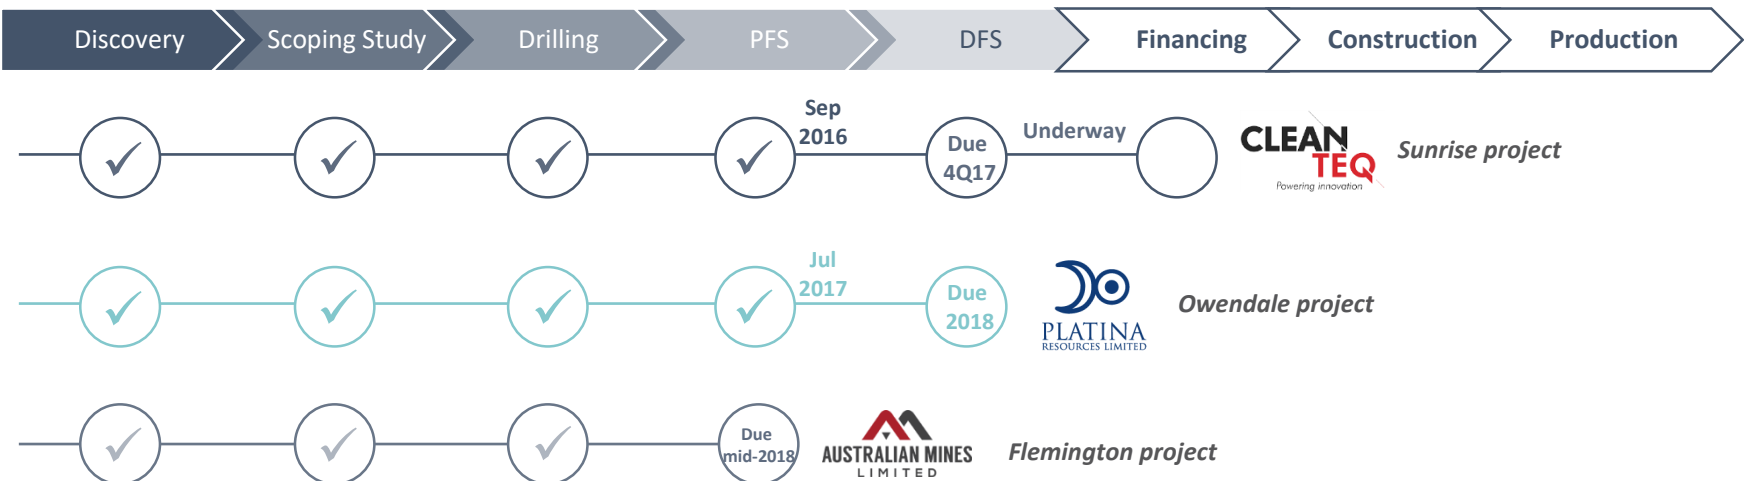 Discovery
Scoping Study
Drilling
PFS
DFS
Financing
Construction
Production
Sep
2016
Due
4Q17
Underway
CLEAN
TEQ
Powering innovation
Sunrise project
Jul
2017
Due
2018
PLATINA
RESOURCES LIMITED
Owendale project
Due
mid-2018
AUSTRALIAN MINES
LIMITED
Flemington project